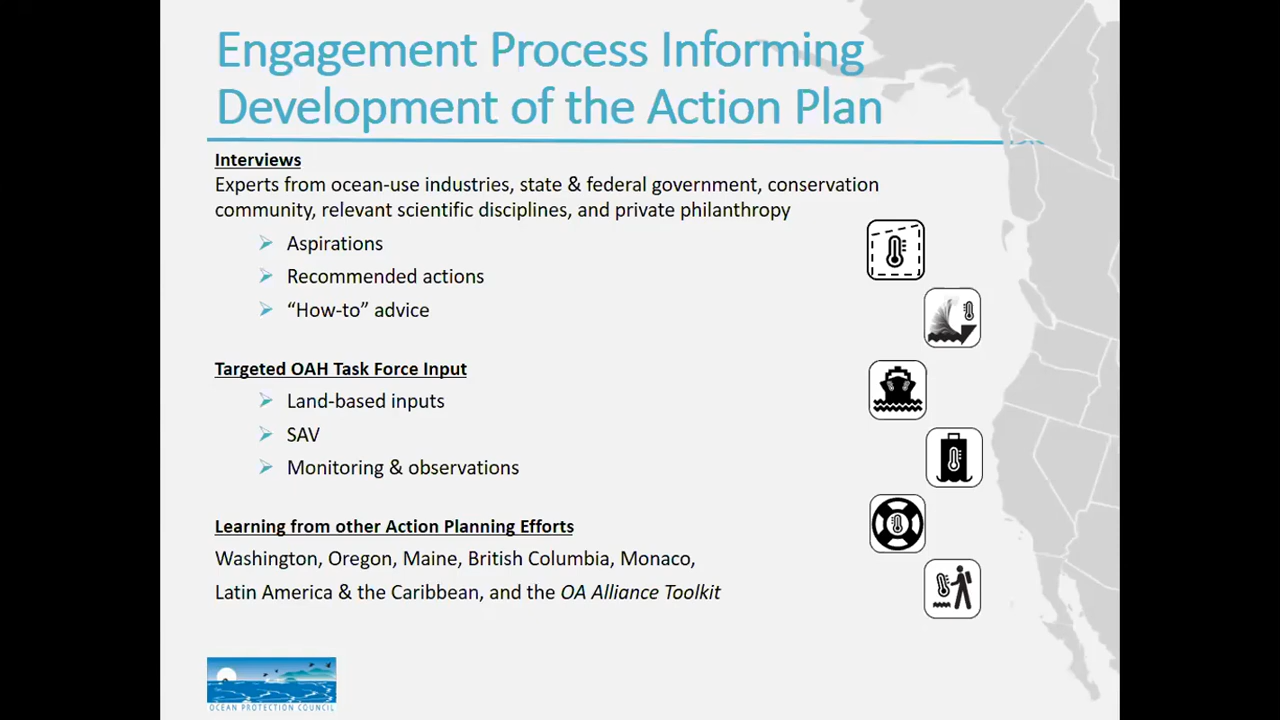 Engagement Process Informing
Development of the Action Plan
Interviews
Experts from ocean-use industries, state & federal government, conservation
community, relevant scientific disciplines, and private philanthropy
Aspirations
Recommended actions
“How-to” advice
Targeted OAH Task Force Input
Land-based inputs
SAV
Monitoring & observations
Learning from other Action Planning Efforts
Washington, Oregon, Maine, British Columbia, Monaco,
Latin America & the Caribbean, and the OA Alliance Toolkit
OCEAN PROTECTION COUNCIL